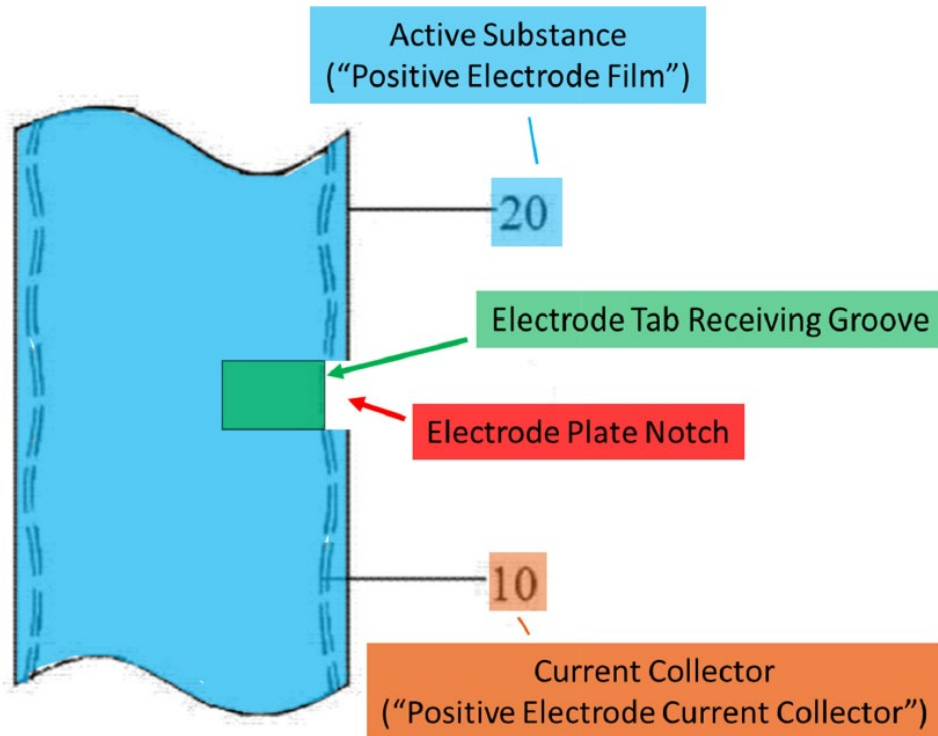 Active Substance
(“Positive Electrode Film”)
20
Electrode Tab Receiving Groove
Electrode Plate Notch
10
Current Collector
(“Positive Electrode Current Collector”)